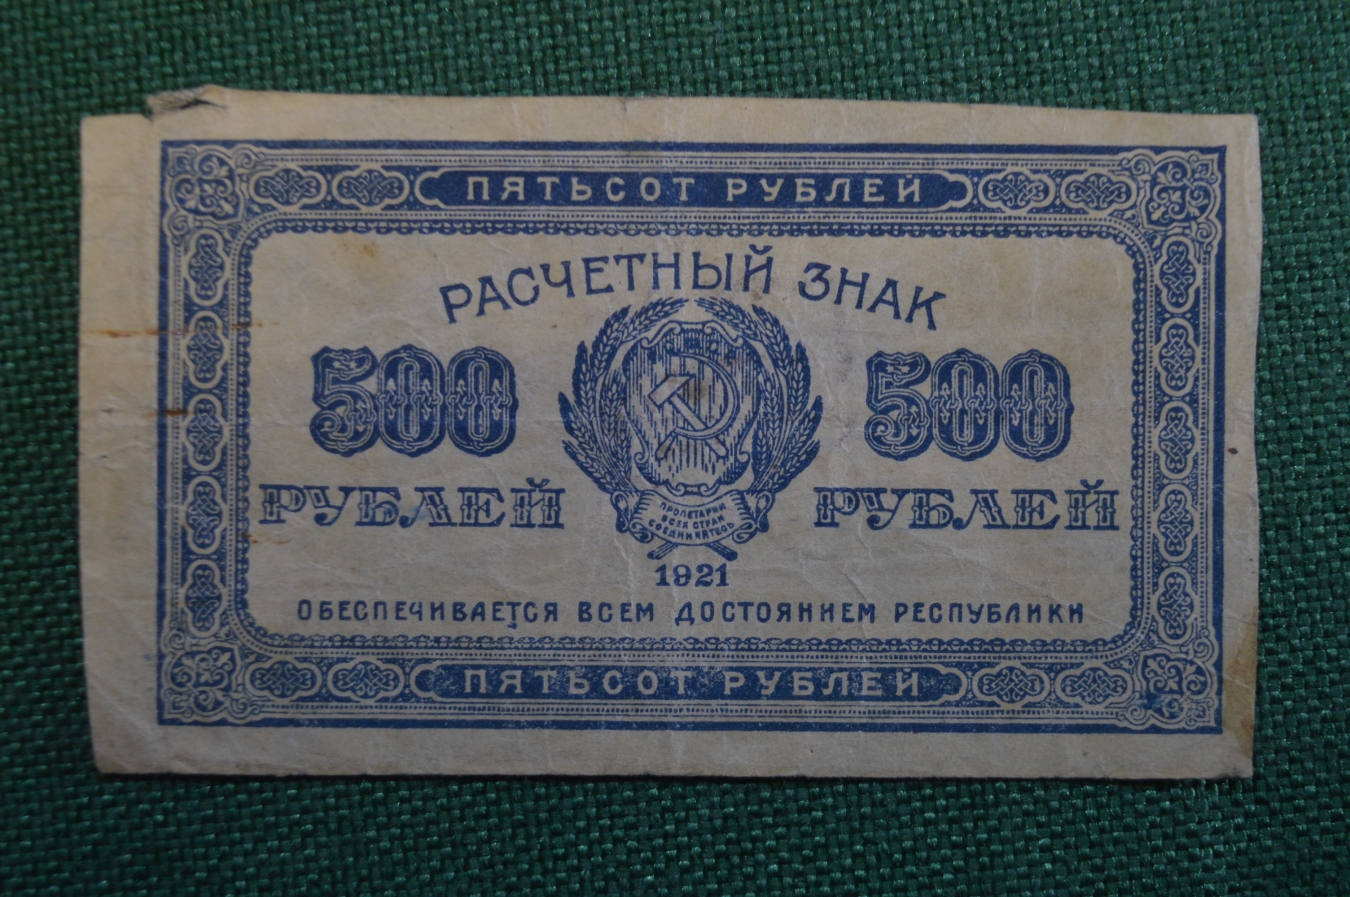 ПЯТЬСОТ РУБЛЕЙ
РАСЧЕТНЫЙ ЗНАК
500 500
РУБЛЕЙ РУБЛЕЙ
ПРОЛЕТАРИИ
ВСЕХ СТРАН
СОЕДИНЯЙТЕСЬ
1921
ОБЕСПЕЧИВАЕТСЯ ВСЕМ ДОСТОЯНИЕМ РЕСПУБЛИКИ
ПЯТЬСОТ РУБЛЕЙ